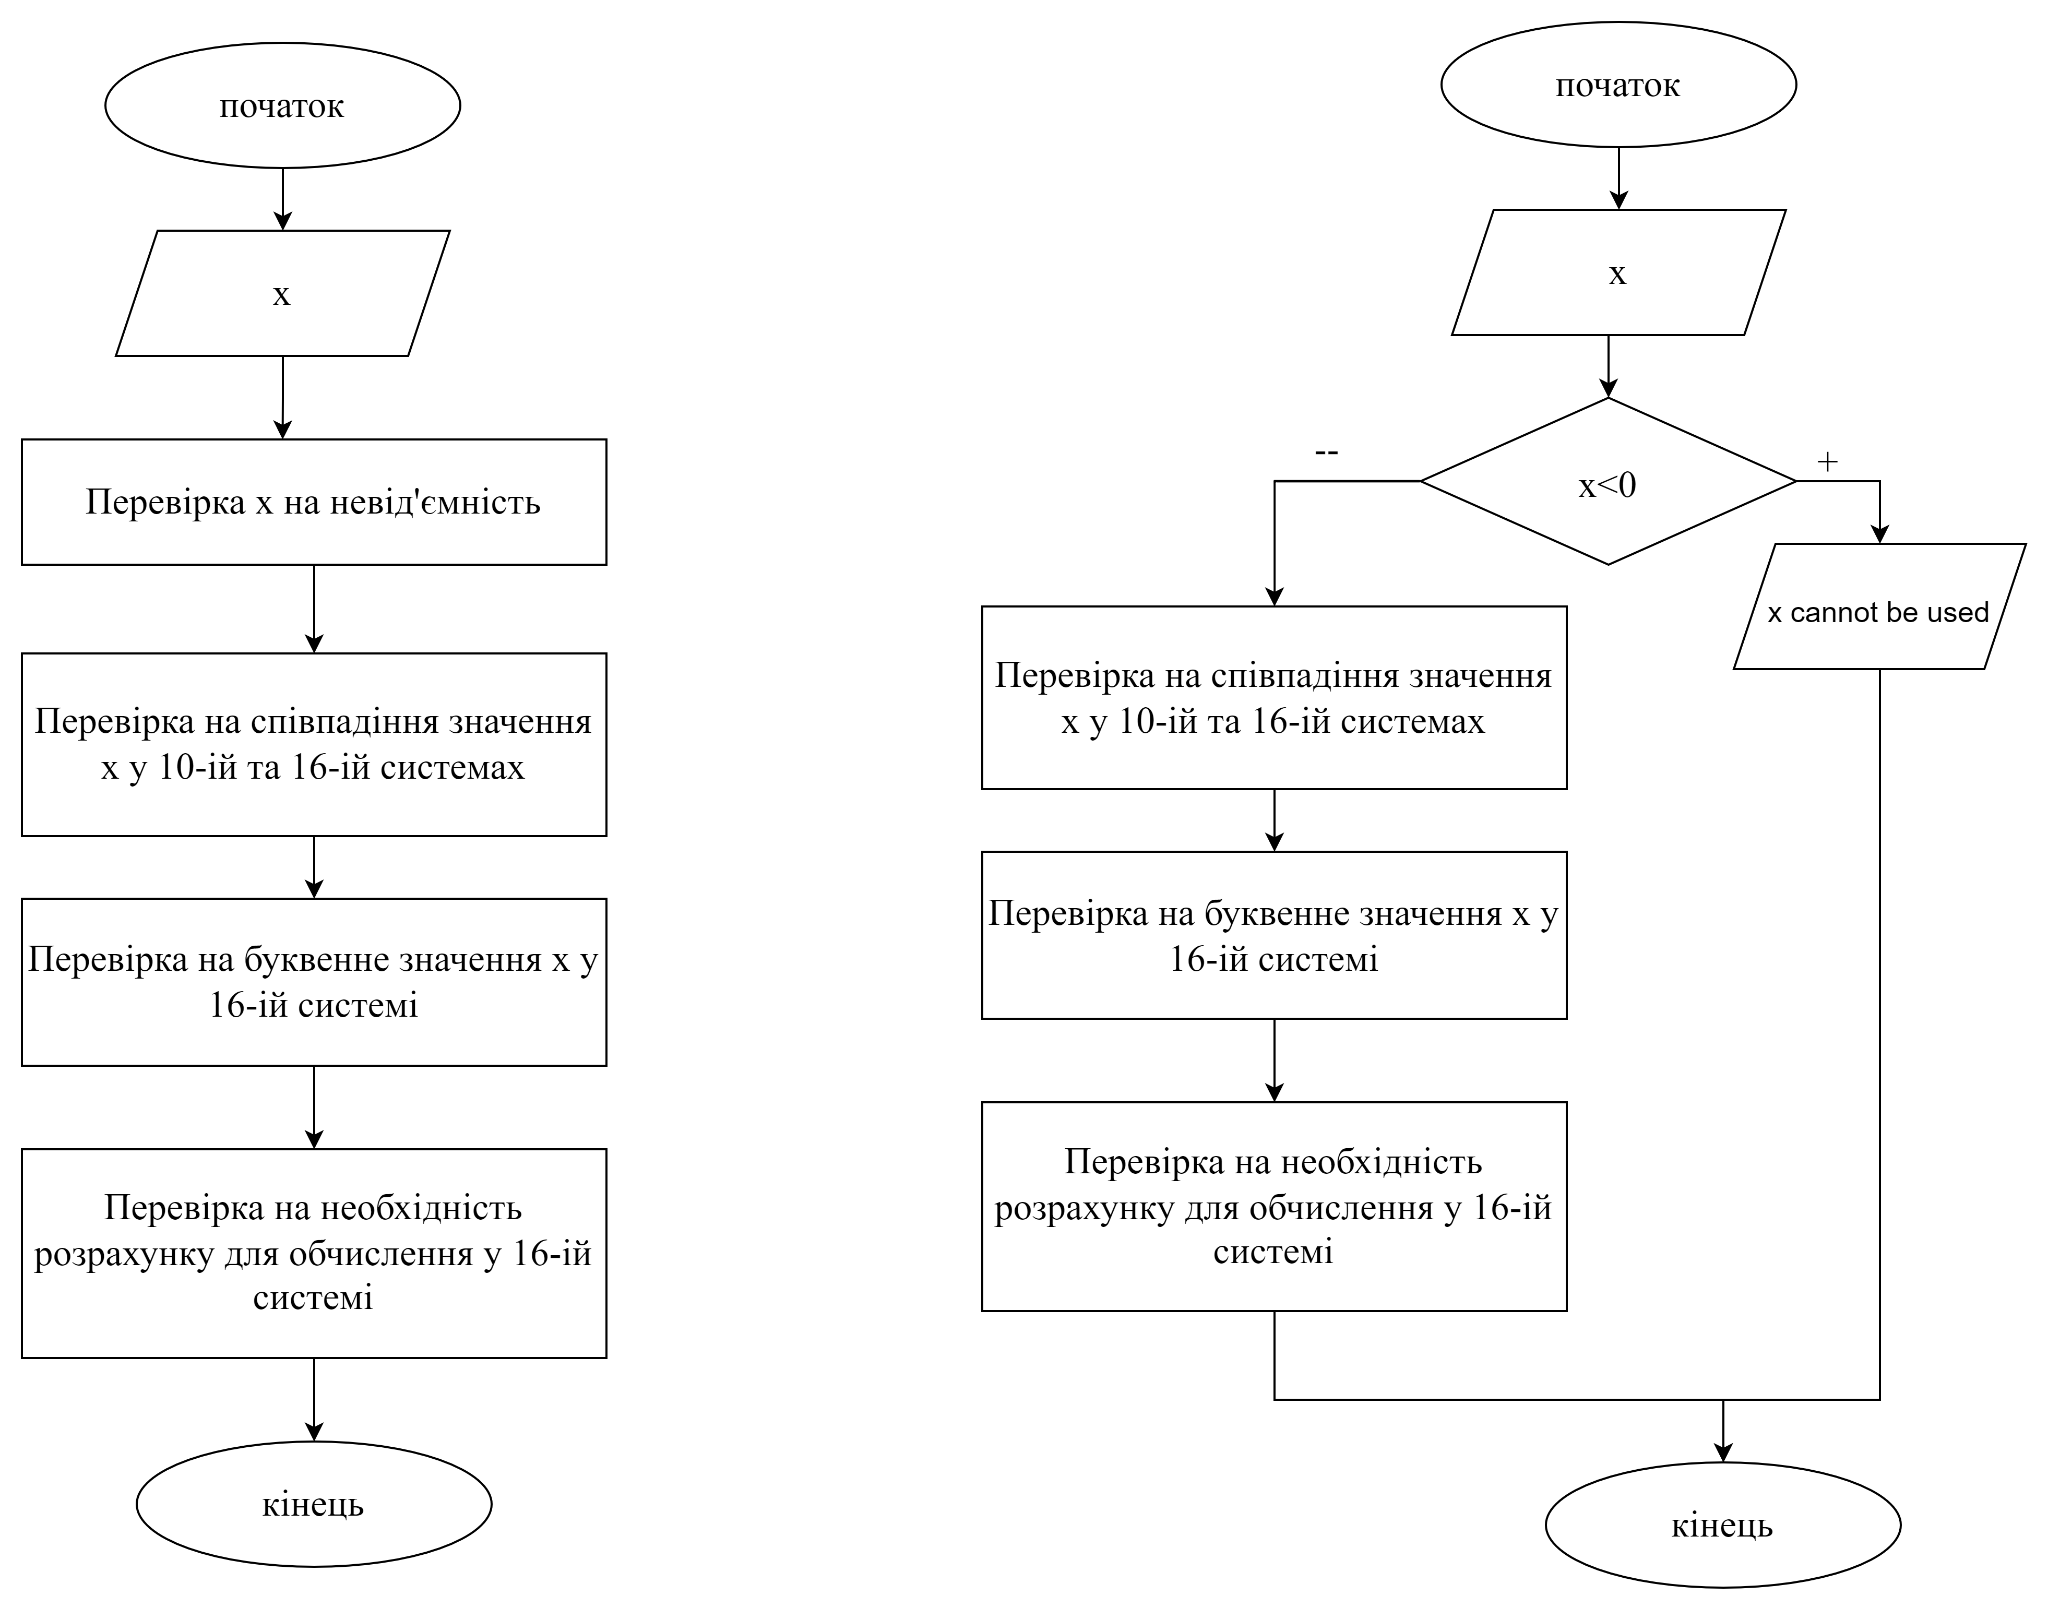 початок
x
Перевірка х на невід'ємність
Перевірка на співпадіння значення
х у 10-ій та 16-ій системах
Перевірка на буквенне значення х у
16-ій системі
Перевірка на необхідність
розрахунку для обчислення у 16-ій
системі
кінець
початок
x
x<0
--
+
x cannot be used
Перевірка на співпадіння значення
х у 10-ій та 16-ій системах
Перевірка на буквенне значення х у
16-ій системі
Перевірка на необхідність
розрахунку для обчислення у 16-ій
системі
кінець